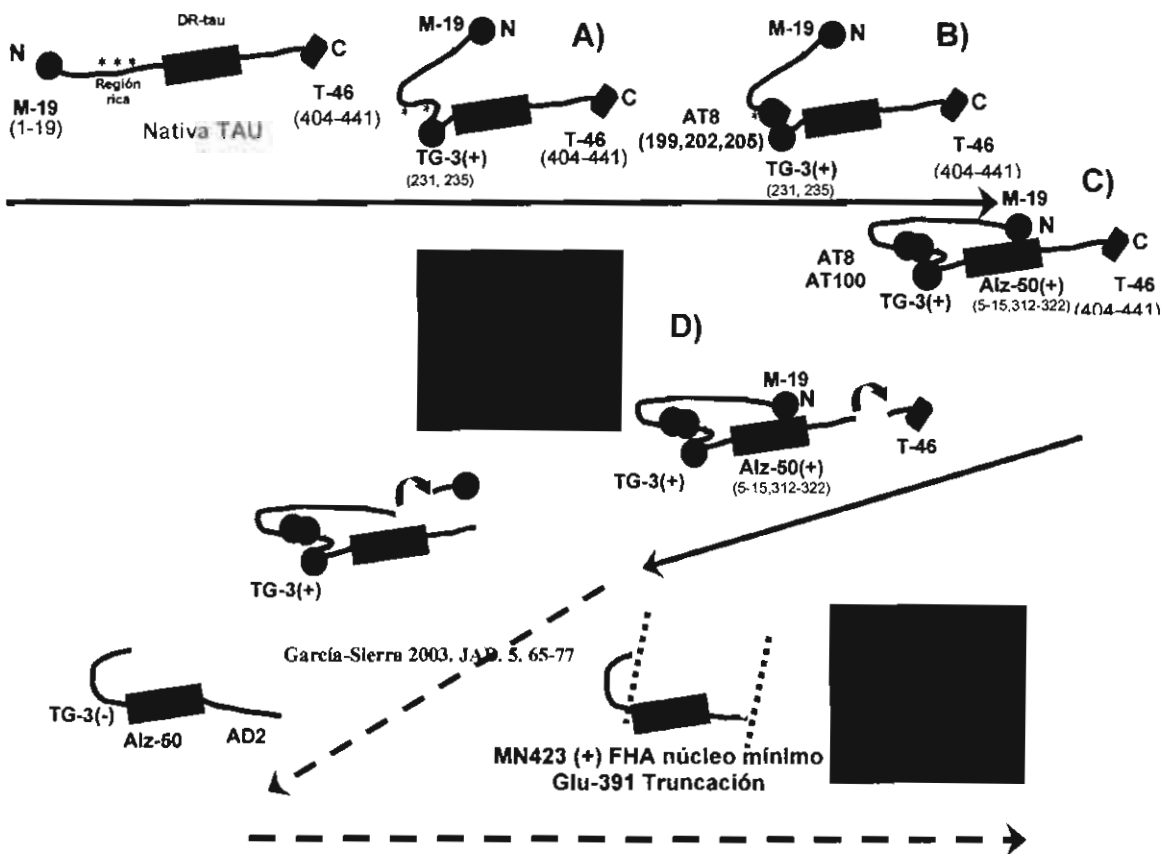 DR-tau
N
* * *
C
Región
rica
M-19
(1-19)
T-46
(404-441)
Nativa TAU
M-19
N
A)
C
* *
T-46
(404-441)
TG-3(+)
(231, 235)
M-19
N
B)
C
*
AT8
(199,202,205)
T-46
(404-441)
TG-3(+)
(231, 235)
C)
M-19
N
C
AT8
AT100
TG-3(+)
Alz-50(+)
(5-15,312-322)
T-46
(404-441)
D)
M-19
N
T-46
TG-3(+)
Alz-50(+)
(5-15,312-322)
TG-3(+)
García-Sierra 2003. JAD. 5. 65-77
TG-3(-)
Alz-50
AD2
MN423 (+) FHA núcleo mínimo
Glu-391 Truncación